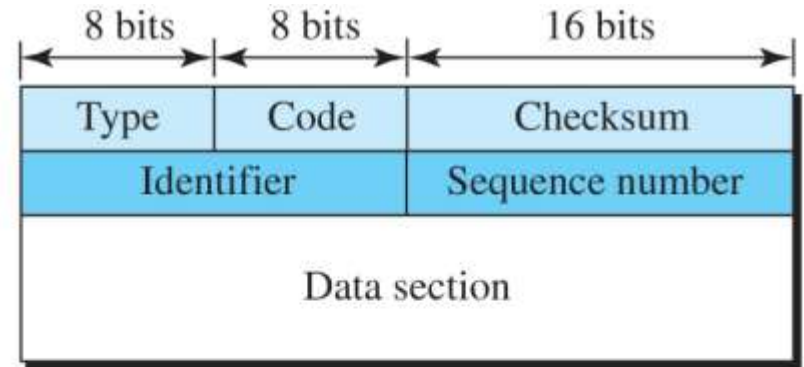 8 bits 8 bits 16 bits
Type Code Checksum
Identifier Sequence number
Data section